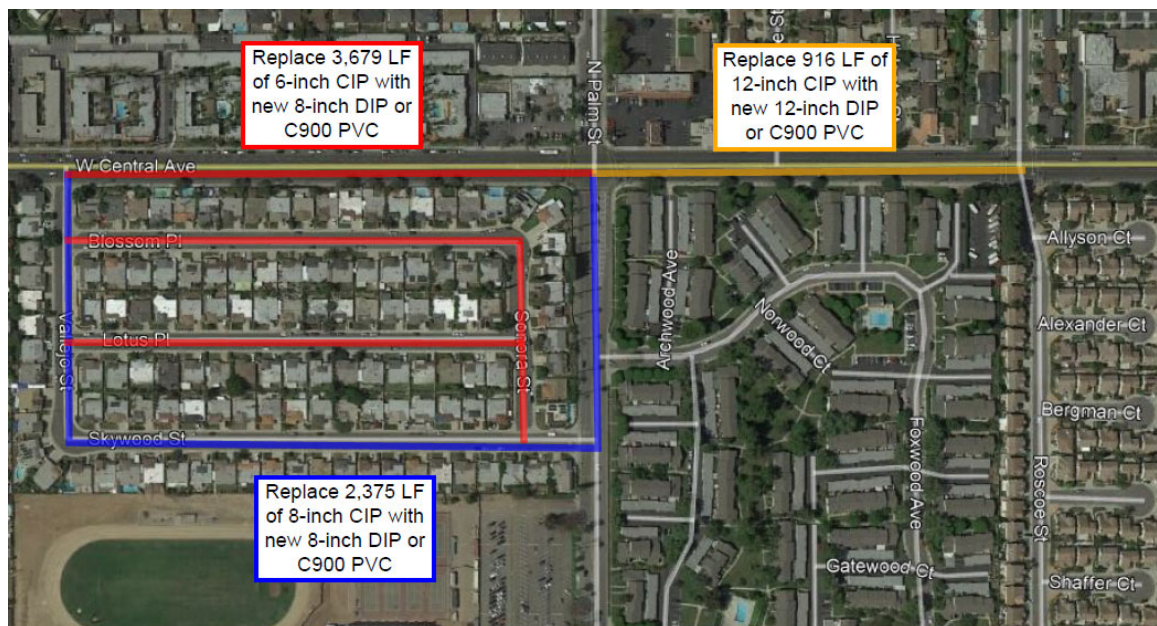 Replace 3,679 LF
of 6-inch CIP with
new 8-inch DIP or
C900 PVC
N Palm St
Replace 916 LF of
12-inch CIP with
new 12-inch DIP
or C900 PVC
W Central Ave
Blossom Pl
Lotus Pl
Vallejo St
Sonora St
Skywood St
Archwood Ave
Norwood Ct
Foxwood Ave
Gatewood Ct
Allyson Ct
Alexander Ct
Bergman Ct
Roscoe St
Shaffer Ct
Replace 2,375 LF
of 8-inch CIP with
new 8-inch DIP or
C900 PVC